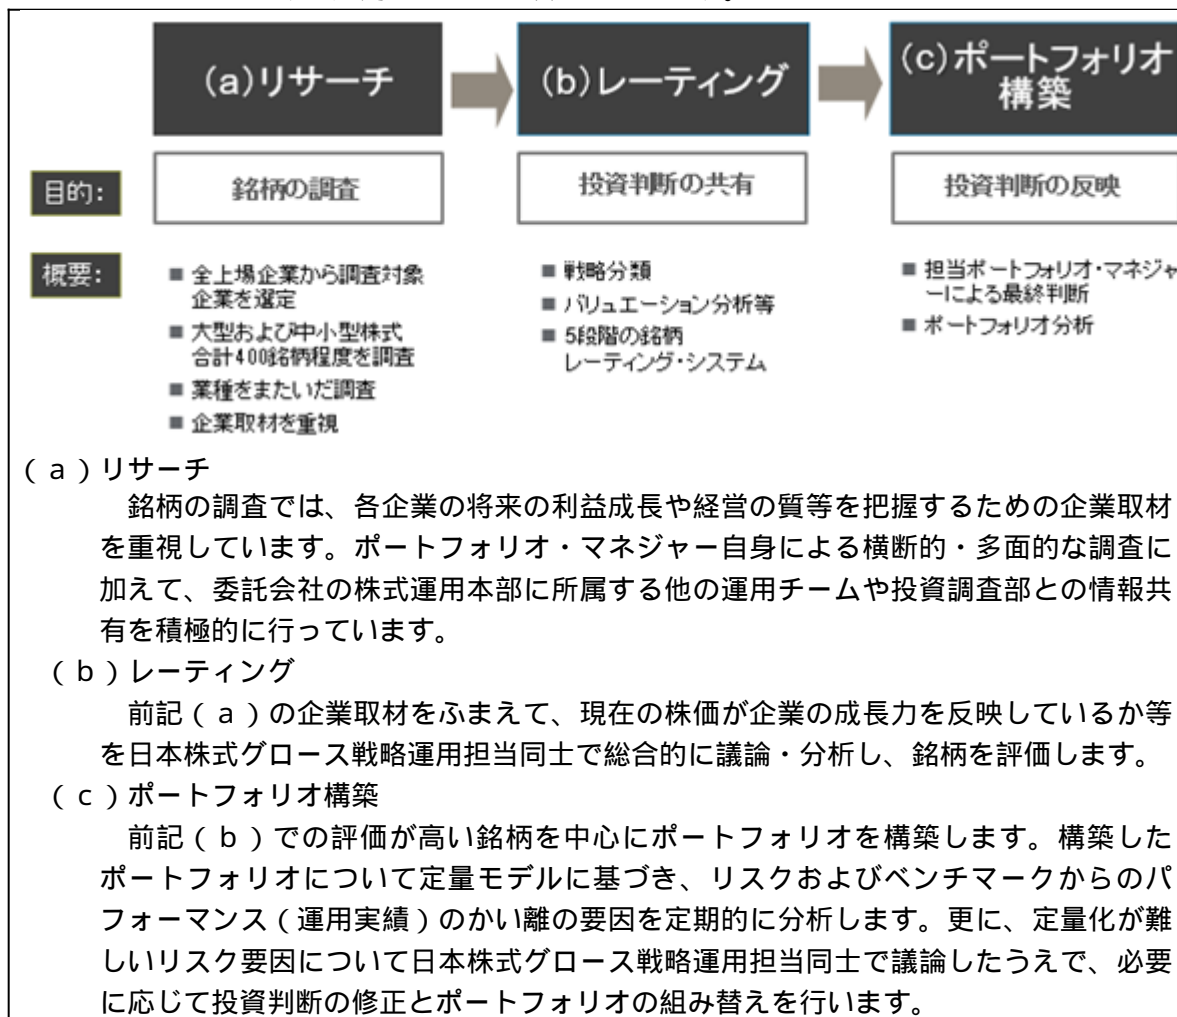 (a)リサーチ
(b)レーティング
(c)ポートフォリオ
構築
目的:
銘柄の調査
投資判断の共有
投資判断の反映
概要:
■ 全上場企業から調査対象
企業を選定
■ 大型および中小型株式
合計400銘柄程度を調査
■ 業種をまたいだ調査
■ 企業取材を重視
■ 戦略分類
■ バリュエーション分析等
■ 5段階の銘柄
レーティング・システム
■ 担当ポートフォリオ・マネジャ
ーによる最終判断
■ ポートフォリオ分析
(a)リサーチ
銘柄の調査では、各企業の将来の利益成長や経営の質等を把握するための企業取材
を重視しています。ポートフォリオ・マネジャー自身による横断的・多面的な調査に
加えて、委託会社の株式運用本部に所属する他の運用チームや投資調査部との情報共
有を積極的に行っています。
(b)レーティング
前記(a)の企業取材をふまえて、現在の株価が企業の成長力を反映しているか等
を日本株式グロース戦略運用担当同士で総合的に議論・分析し、銘柄を評価します。
(c)ポートフォリオ構築
前記(b)での評価が高い銘柄を中心にポートフォリオを構築します。構築した
ポートフォリオについて定量モデルに基づき、リスクおよびベンチマークからのパ
フォーマンス(運用実績)のかい離の要因を定期的に分析します。更に、定量化が難
しいリスク要因について日本株式グロース戦略運用担当同士で議論したうえで、必要
に応じて投資判断の修正とポートフォリオの組み替えを行います。